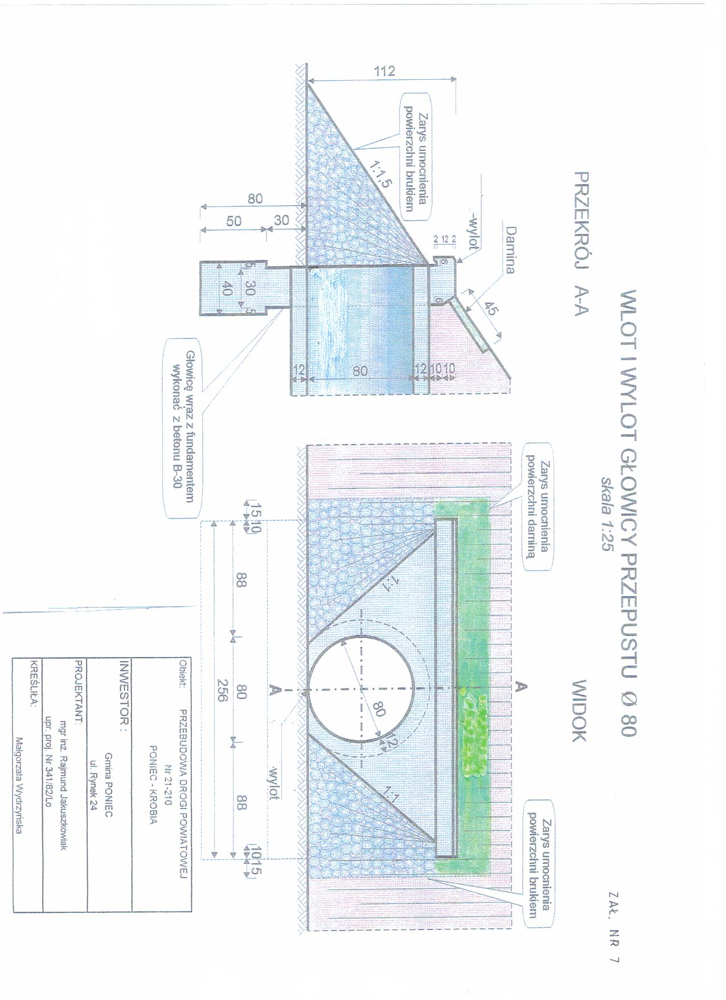 ZAŁ. NR 7
WLOT I WYLOT GŁOWICY PRZEPUSTU Ø 80
skala 1:25
PRZEKRÓJ A-A
WIDOK
Darnina
-wylot
45
2 12 2
6
6
112
Zarys umocnienia
powierzchni brukiem
1:1,5
10 10
12
80
12
80
30
50
5
30
5
40
Głowicę wraz z fundamentem
wykonać z betonu B-30
Zarys umocnienia
powierzchni darniną
Zarys umocnienia
powierzchni brukiem
A
1:1
1:1
80
12
A
-wylot
15 10
88
80
88
10 15
256
Obiekt: PRZEBUDOWA DROGI POWIATOWEJ
Nr 21-210
PONIEC - KROBIA
INWESTOR :
Gmina PONIEC
ul. Rynek 24
PROJEKTANT:
mgr inż. Rajmund Jakuszkowiak
upr. proj. Nr 341/82/Lo
KREŚLIŁA:
Małgorzata Wydrzyńska